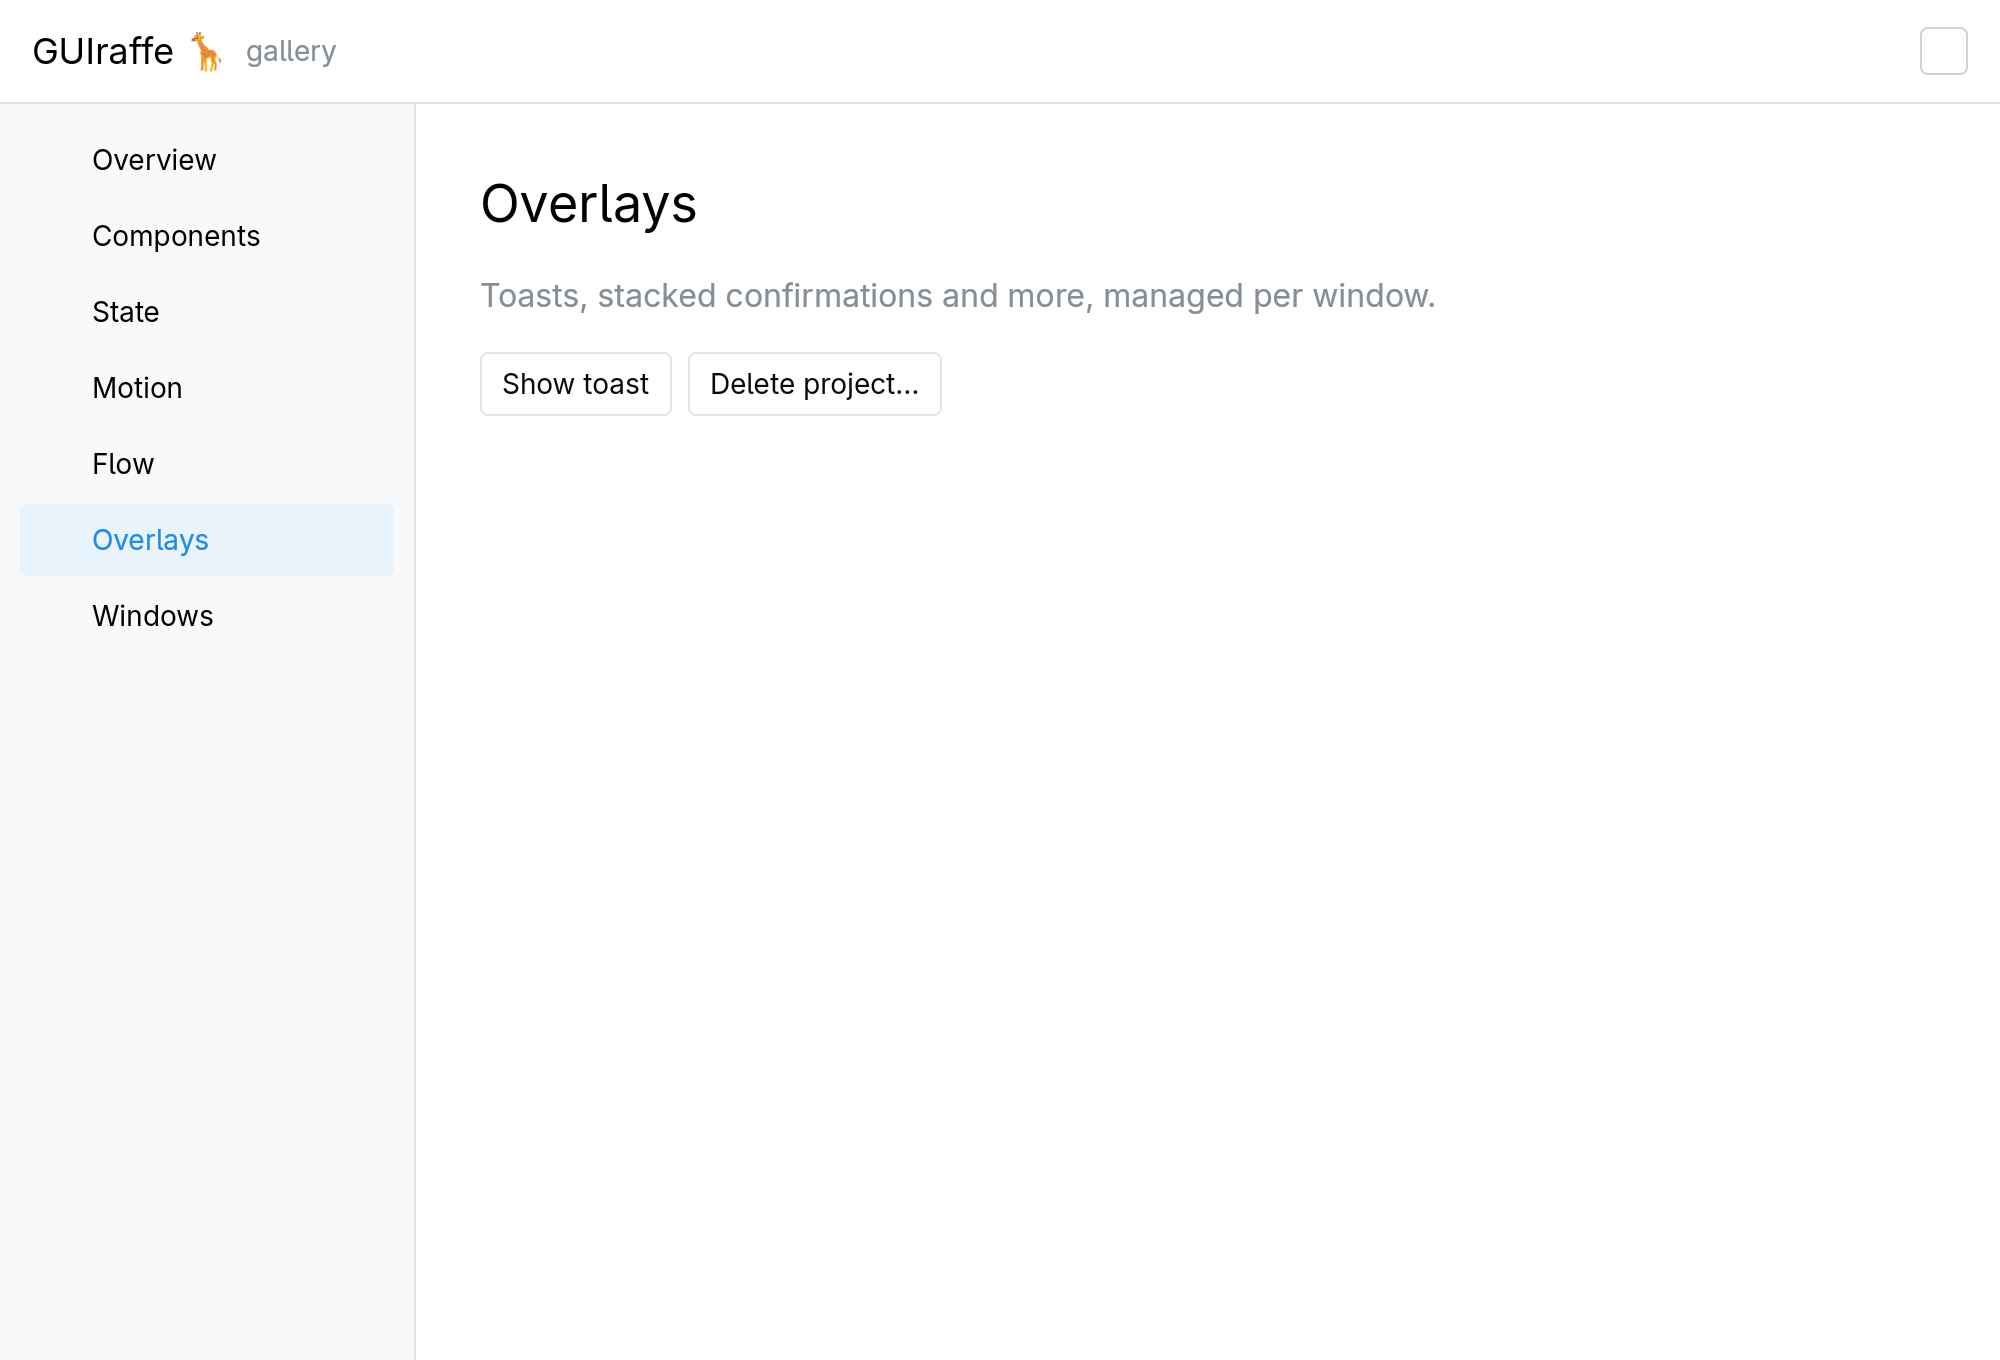 GUIraffe 🦒 gallery
Overview
Components
State
Motion
Flow
Overlays
Windows
Overlays
Toasts, stacked confirmations and more, managed per window.
Show toast
Delete project...